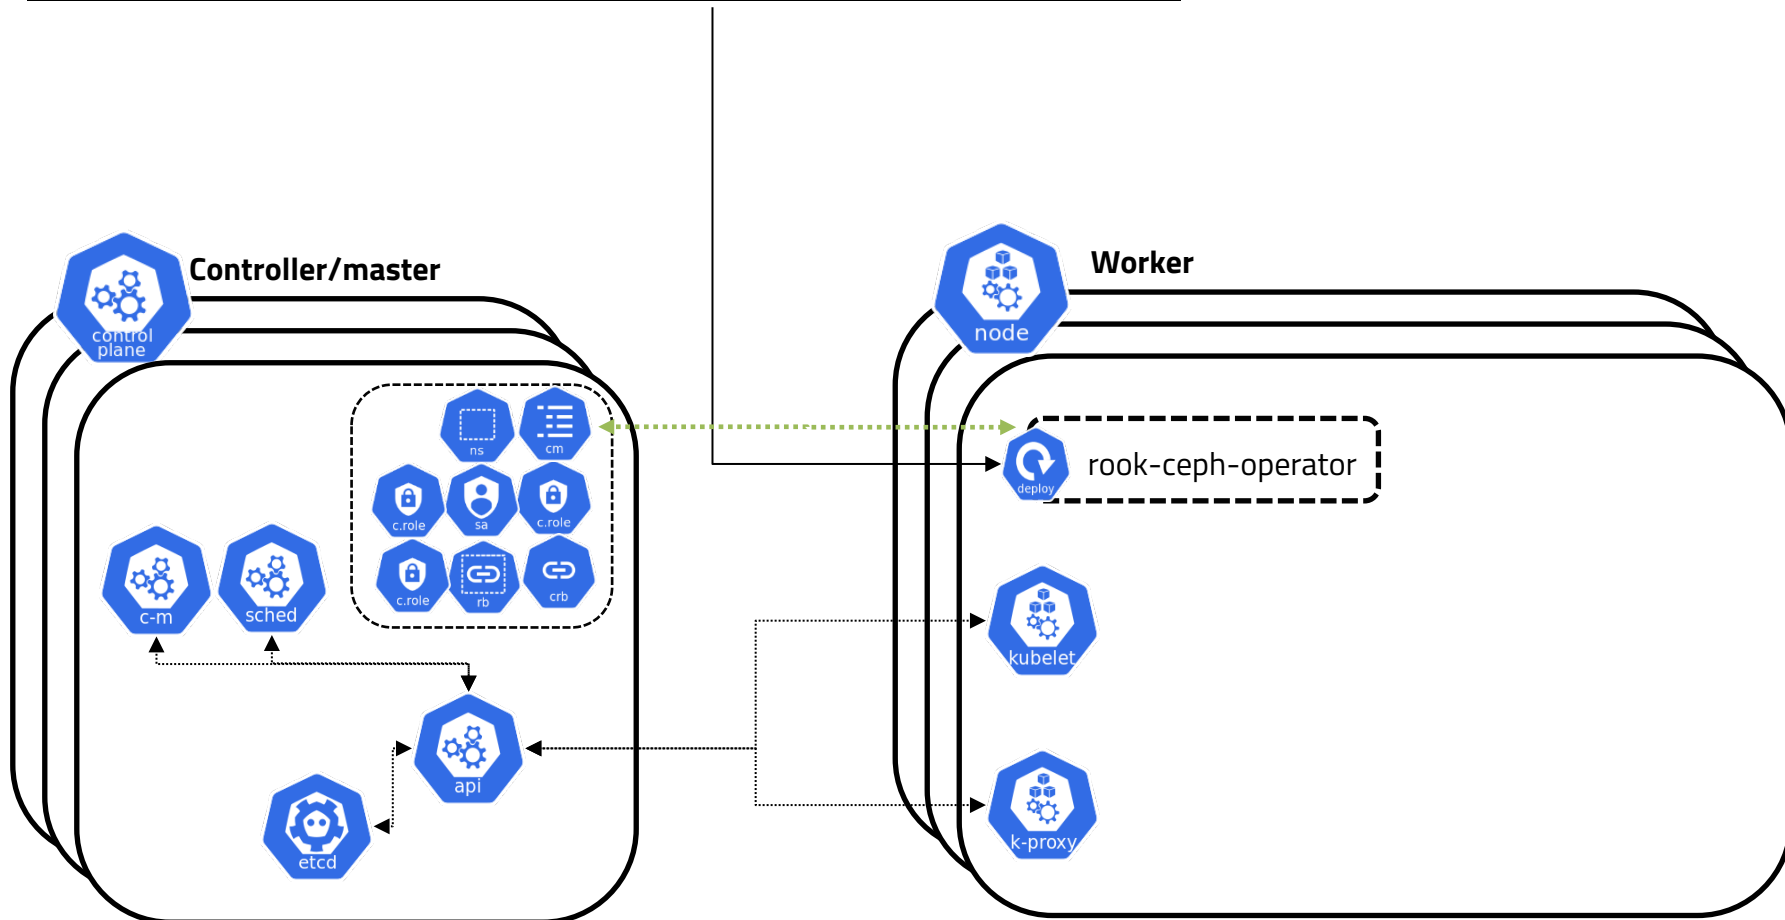 Controller/master
Worker
control
plane
node
ns
cm
deploy
rook-ceph-operator
c.role
sa
c.role
c.role
rb
crb
c-m
sched
kubelet
api
k-proxy
etcd